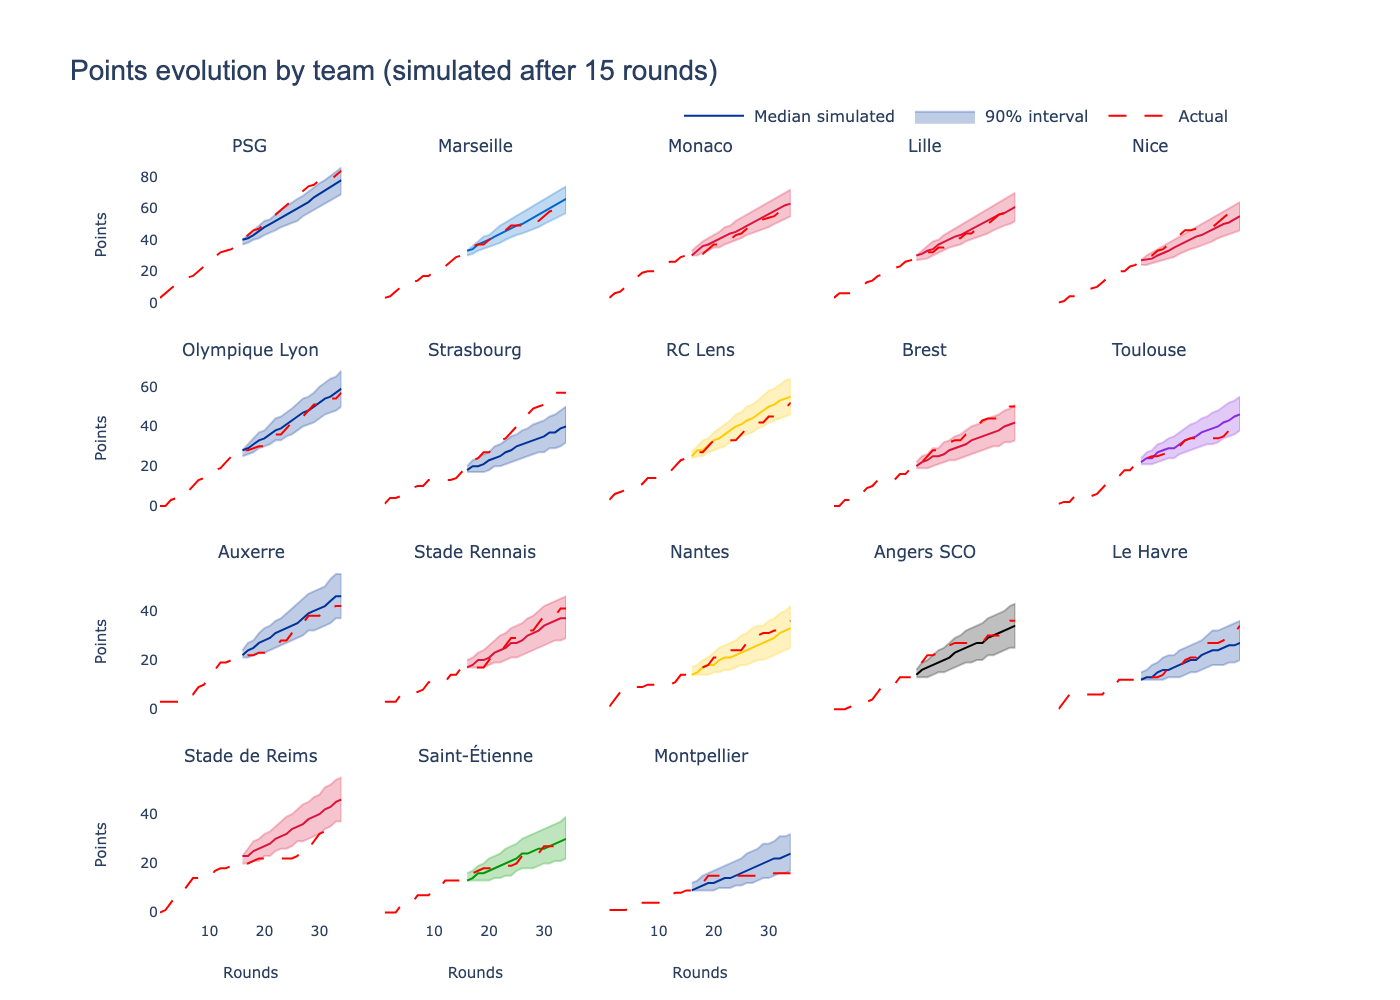 Points evolution by team (simulated after 15 rounds)
Median simulated 90% interval Actual
PSG Marseille Monaco Lille Nice
80
60
40
20
0
Points
Olympique Lyon Strasbourg RC Lens Brest Toulouse
60
40
20
0
Points
Auxerre Stade Rennais Nantes Angers SCO Le Havre
40
20
0
Points
Stade de Reims Saint-Étienne Montpellier
40
20
0
Points
10 20 30 10 20 30 10 20 30
Rounds Rounds Rounds